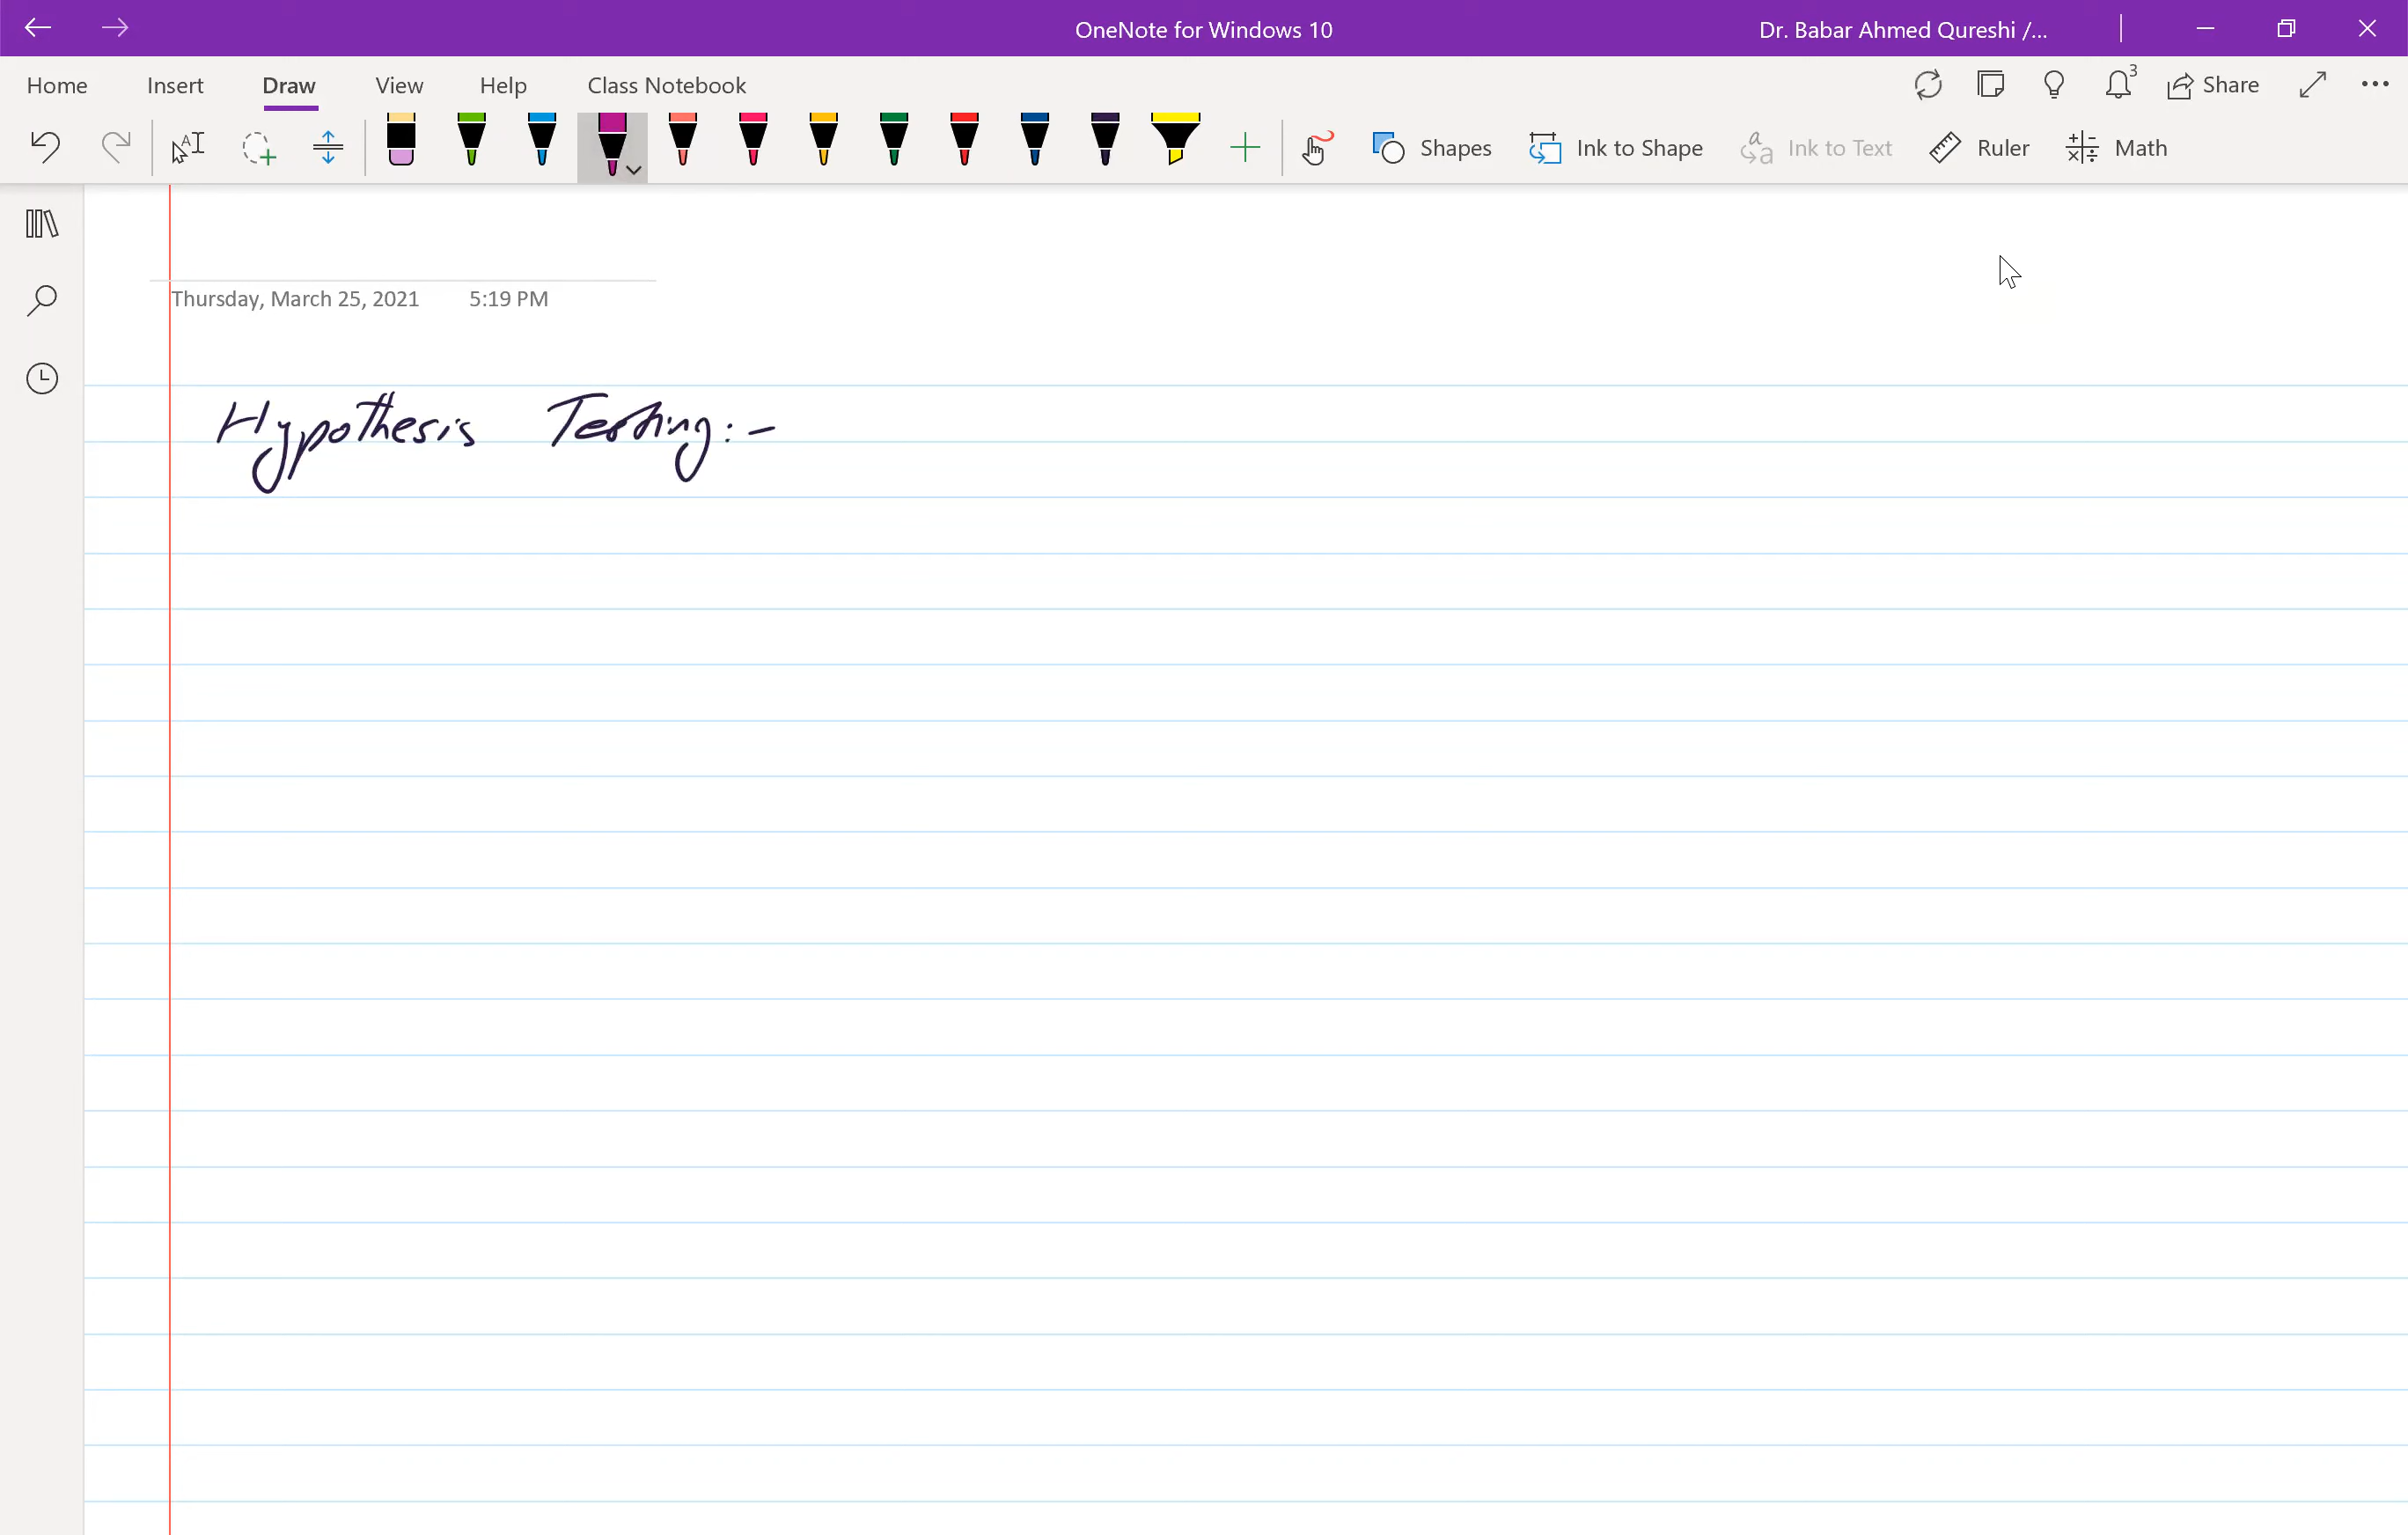 OneNote for Windows 10
Dr. Babar Ahmed Qureshi /...
Home Insert Draw View Help Class Notebook
3 Share
Shapes Ink to Shape Ink to Text Ruler Math
Thursday, March 25, 2021 5:19 PM
Hypothesis Testing:-